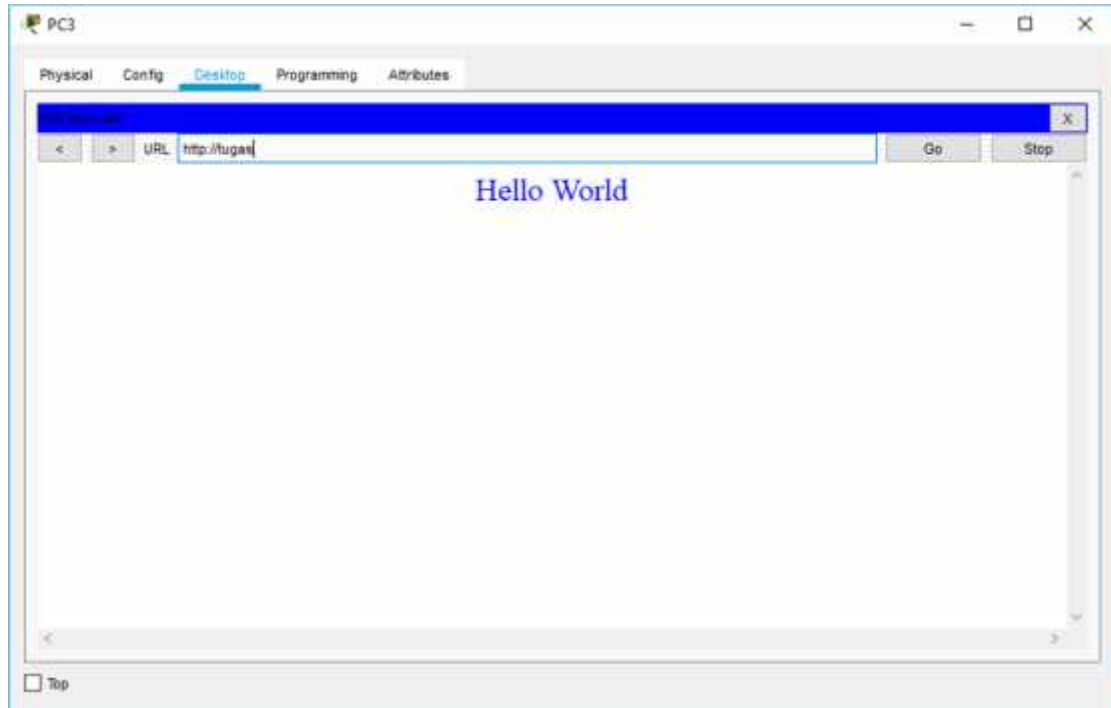 PC3
Physical Config Desktop Programming Attributes
X
< > URL http://tugas Go Stop
Hello World
Top